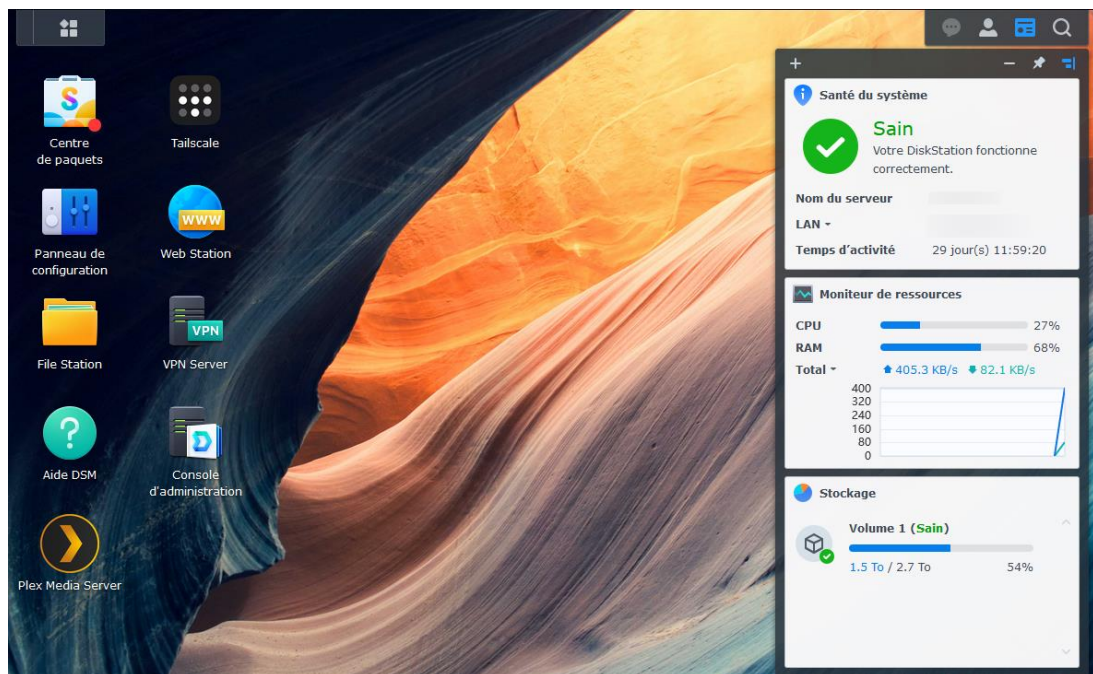 Centre
de paquets
Tailscale
Panneau de
configuration
WWW
Web Station
File Station
VPN
VPN Server
Aide DSM
Console
d'administration
Plex Media Server
Santé du système
Sain
Votre DiskStation fonctionne
correctement.
Nom du serveur
LAN
Temps d'activité 29 jour(s) 11:59:20
Moniteur de ressources
CPU 27%
RAM 68%
Total 405.3 KB/s 82.1 KB/s
400
320
240
160
80
0
Stockage
Volume 1 (Sain)
1.5 To / 2.7 To 54%